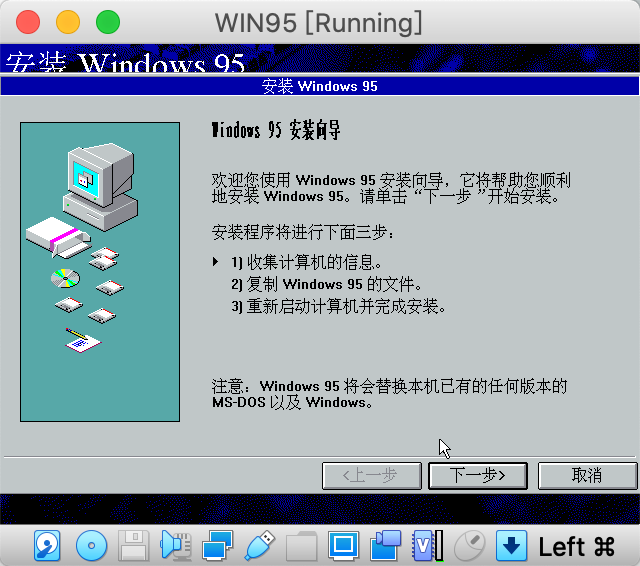 WIN95 [Running]
安装 Windows 95
安装 Windows 95
Windows 95 安装向导
欢迎您使用 Windows 95 安装向导，它将帮助您顺利
地安装 Windows 95。请单击“下一步 ”开始安装。
安装程序将进行下面三步：
1) 收集计算机的信息。
2) 复制 Windows 95 的文件。
3) 重新启动计算机并完成安装。
注意：Windows 95 将会替换本机已有的任何版本的
MS-DOS 以及 Windows。
<上一步 下一步> 取消
V Left ⌘